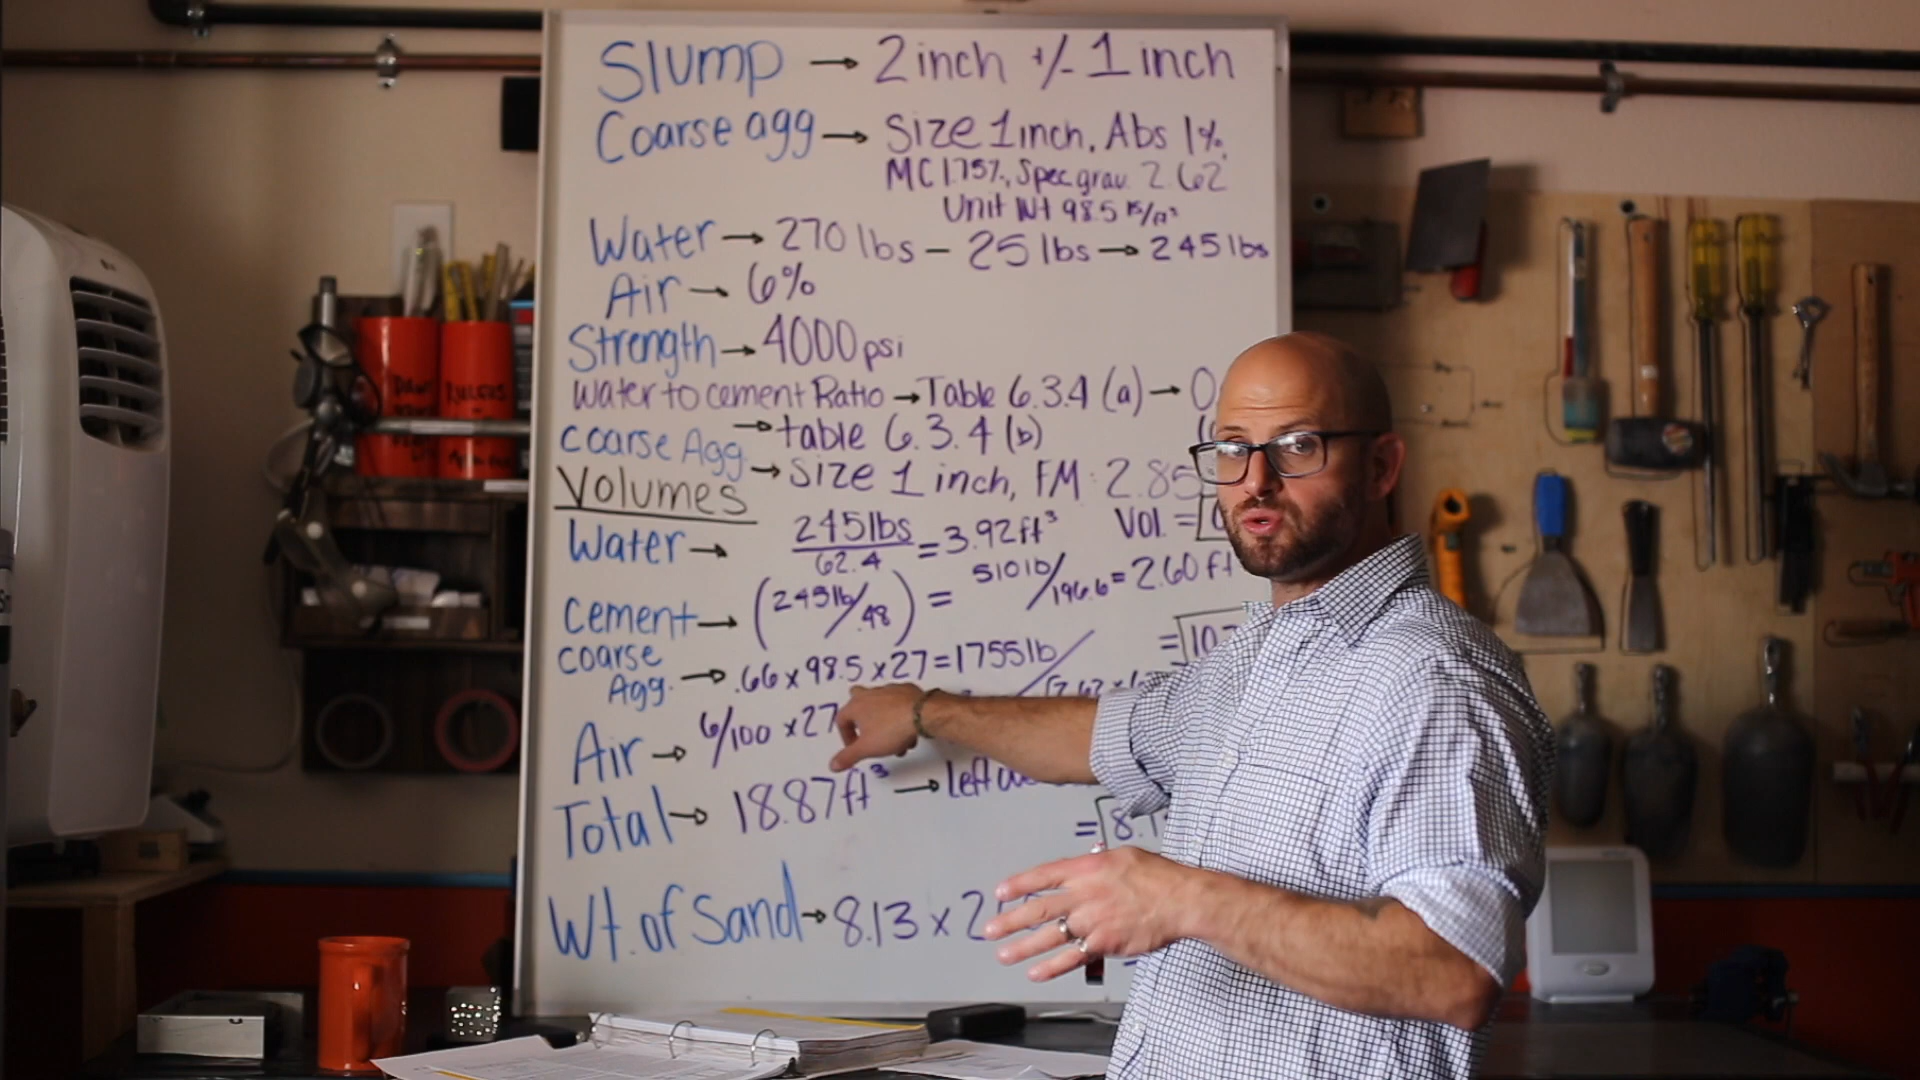 Slump → 2 inch +/- 1 inch
Coarse agg → Size 1 inch, Abs 1%,
MC 1.75%, Spec grav. 2.62
Unit Wt 98.5 lb/ft³
Water → 270 lbs - 25 lbs → 245 lbs
Air → 6%
Strength → 4000 psi
Water to cement Ratio → Table 6.3.4 (a) →
Coarse Agg → table 6.3.4 (b)
→ Size 1 inch, FM: 2.85
Volumes
Water → 245 lbs / 62.4 = 3.92 ft³ Vol. =
Cement → (245 lb/.48) = 510 lb/196.6 = 2.60 ft
Coarse Agg. → .66 x 98.5 x 27 = 1755 lb/
Air → 6/100 x 27
Total → 18.87 ft³ → Left
= 8.1
Wt. of Sand → 8.13 x